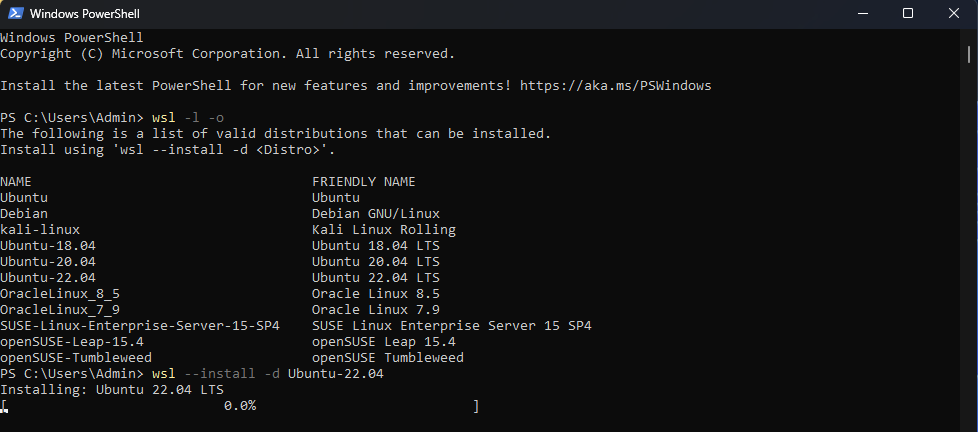 Windows PowerShell
Windows PowerShell
Copyright (C) Microsoft Corporation. All rights reserved.
Install the latest PowerShell for new features and improvements! https://aka.ms/PSWindows
PS C:\Users\Admin> wsl -l -o
The following is a list of valid distributions that can be installed.
Install using 'wsl --install -d <Distro>'.
NAME FRIENDLY NAME
Ubuntu Ubuntu
Debian Debian GNU/Linux
kali-linux Kali Linux Rolling
Ubuntu-18.04 Ubuntu 18.04 LTS
Ubuntu-20.04 Ubuntu 20.04 LTS
Ubuntu-22.04 Ubuntu 22.04 LTS
OracleLinux_8_5 Oracle Linux 8.5
OracleLinux_7_9 Oracle Linux 7.9
SUSE-Linux-Enterprise-Server-15-SP4 SUSE Linux Enterprise Server 15 SP4
openSUSE-Leap-15.4 openSUSE Leap 15.4
openSUSE-Tumbleweed openSUSE Tumbleweed
PS C:\Users\Admin> wsl --install -d Ubuntu-22.04
Installing: Ubuntu 22.04 LTS
[ 0.0% ]